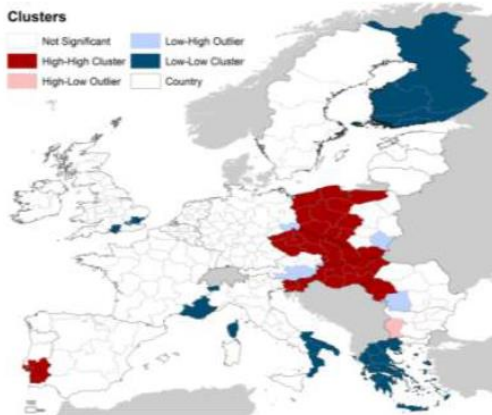 Clusters
Not Significant
Low-High Outlier
High-High Cluster
Low-Low Cluster
High-Low Outlier
Country